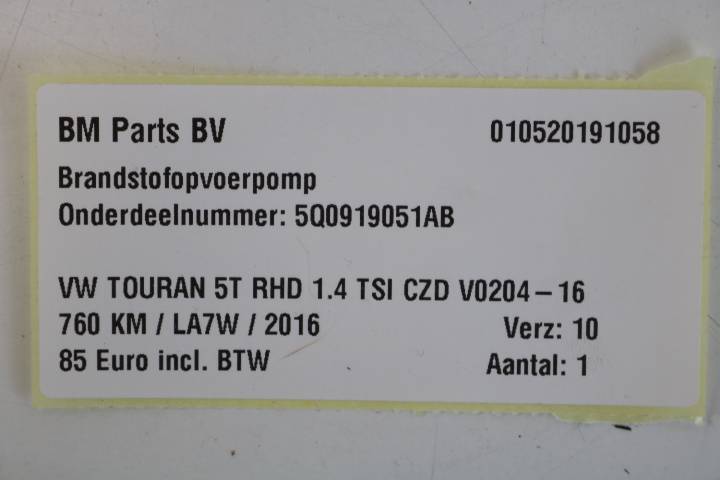 BM Parts BV 010520191058
Brandstofopvoerpomp
Onderdeelnummer: 5Q0919051AB
VW TOURAN 5T RHD 1.4 TSI CZD V0204-16
760 KM / LA7W / 2016 Verz: 10
85 Euro incl. BTW Aantal: 1